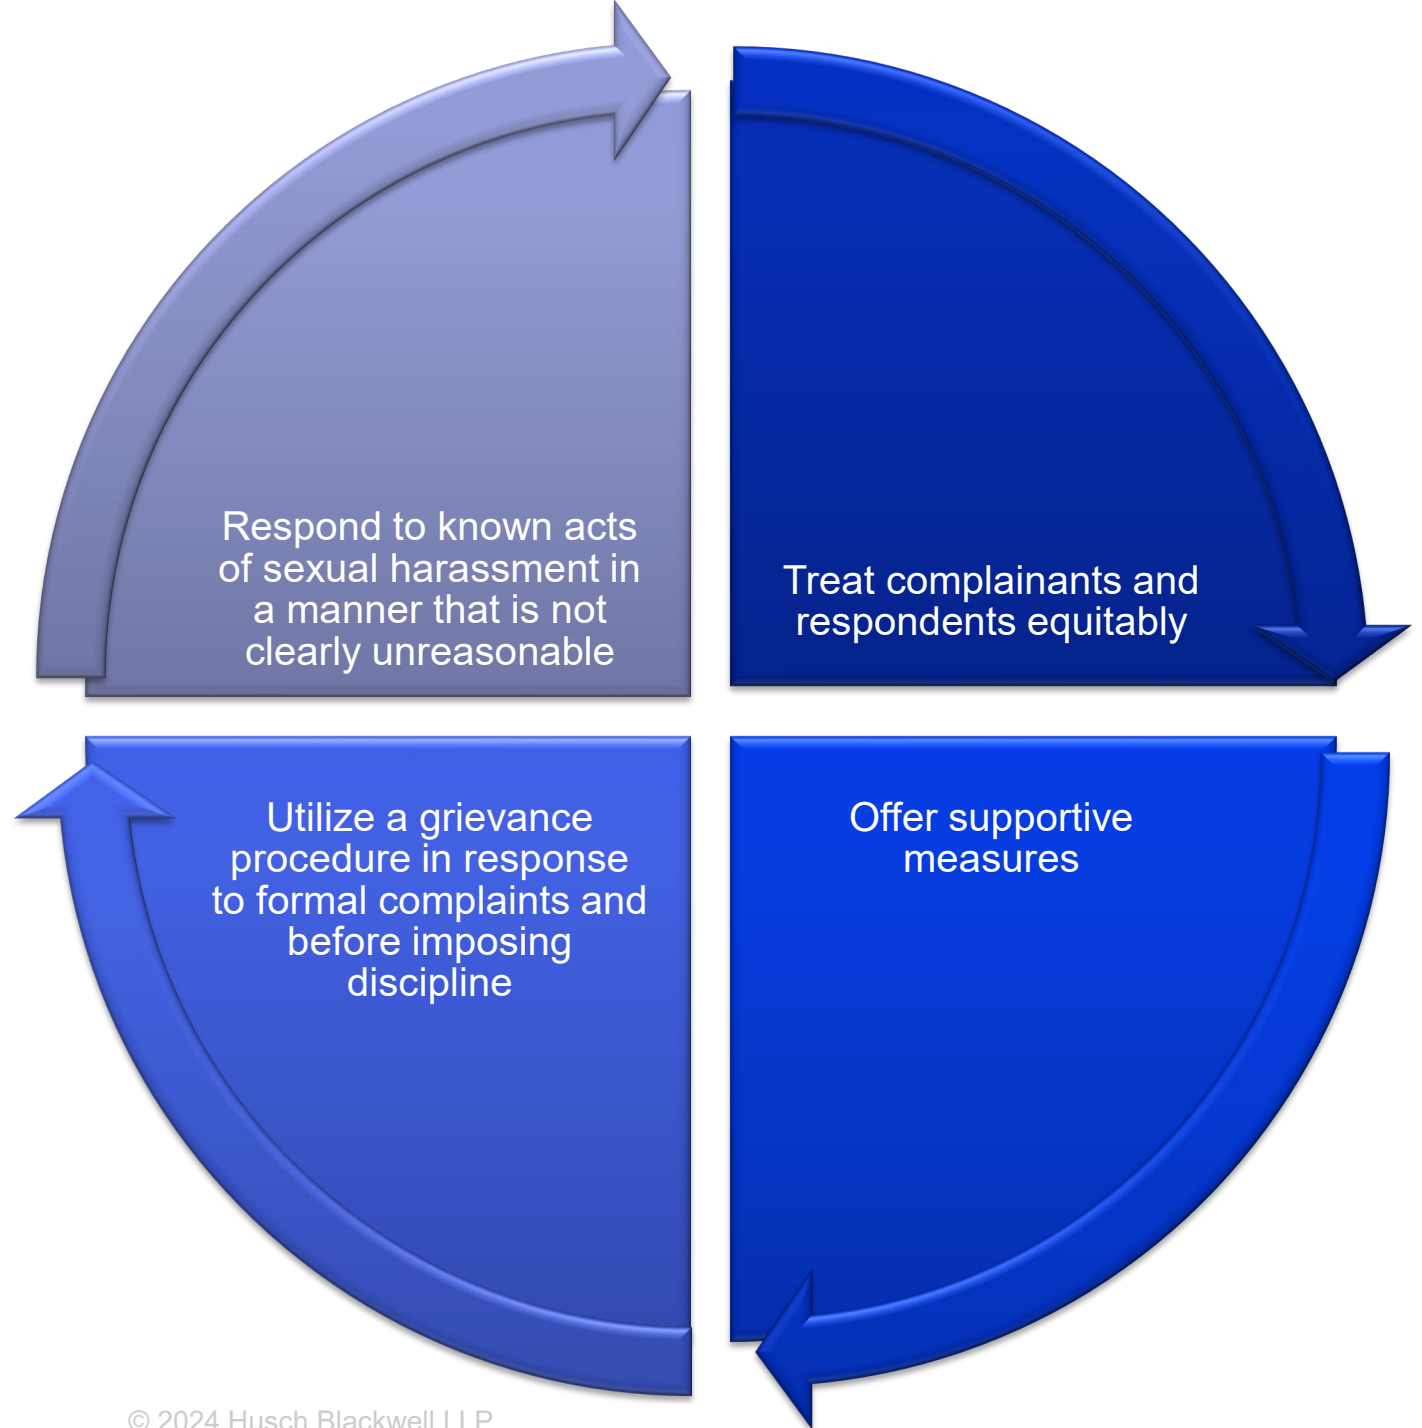 Respond to known acts
of sexual harassment in
a manner that is not
clearly unreasonable
Treat complainants and
respondents equitably
Utilize a grievance
procedure in response
to formal complaints and
before imposing
discipline
Offer supportive
measures
© 2024 Husch Blackwell LLP